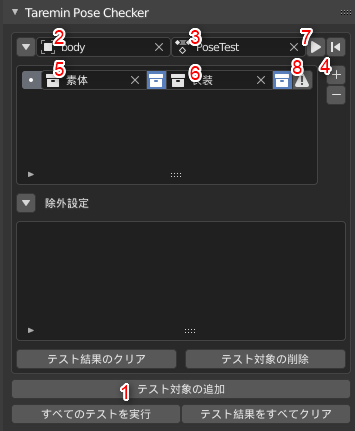 Taremin Pose Checker
2 3 7
body PoseTest
5 6 8 4
素体 衣装
除外設定
テスト結果のクリア テスト対象の削除
1 テスト対象の追加
すべてのテストを実行 テスト結果をすべてクリア